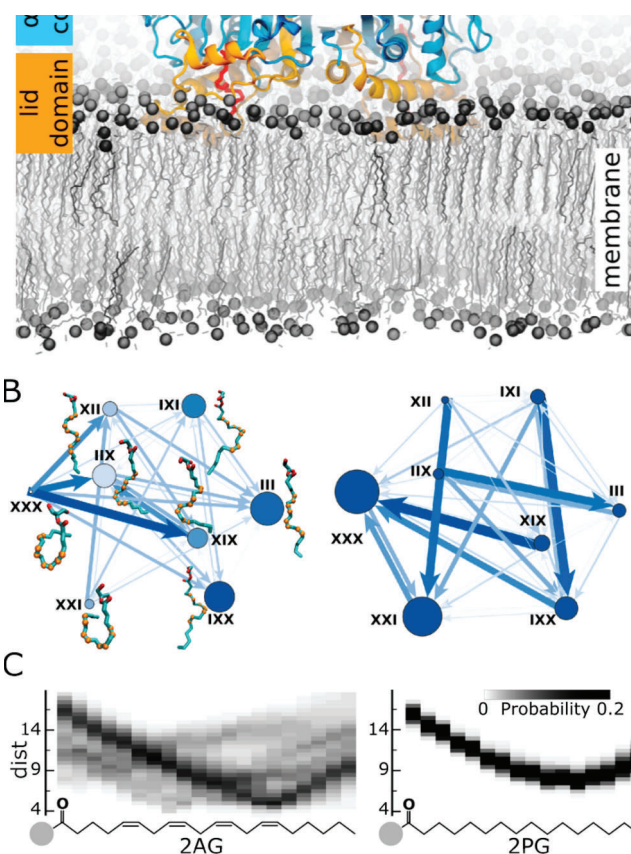 α
co
lid
domain
membrane
B
XII
IXI
IIX
XXX
III
XIX
XXI
IXX
XII
IXI
IIX
III
XXX
XIX
XXI
IXX
C
0 Probability 0.2
dist
14
9
4
O
2AG
14
9
4
O
2PG